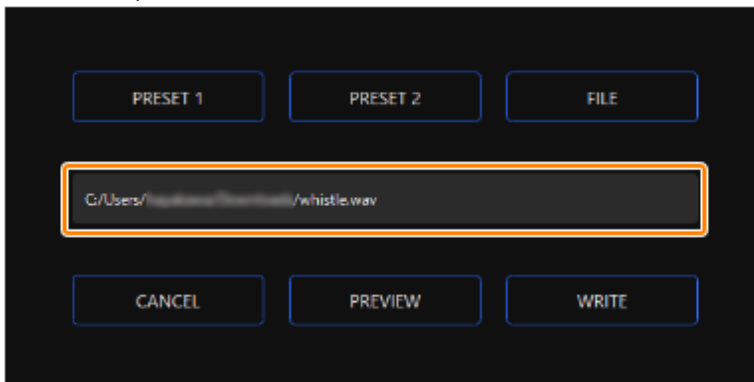 PRESET 1
PRESET 2
FILE
C:/Users/ /whistle.wav
CANCEL
PREVIEW
WRITE